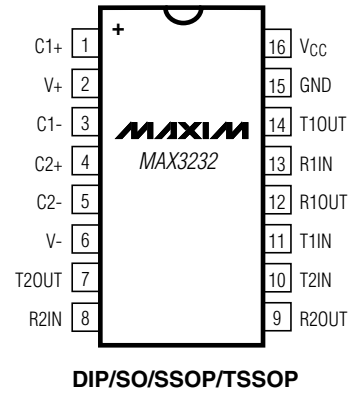 +
C1+ 1 16 VCC
V+ 2 15 GND
C1- 3 MAXIM 14 T1OUT
C2+ 4 MAX3232 13 R1IN
C2- 5 12 R1OUT
V- 6 11 T1IN
T2OUT 7 10 T2IN
R2IN 8 9 R2OUT
DIP/SO/SSOP/TSSOP